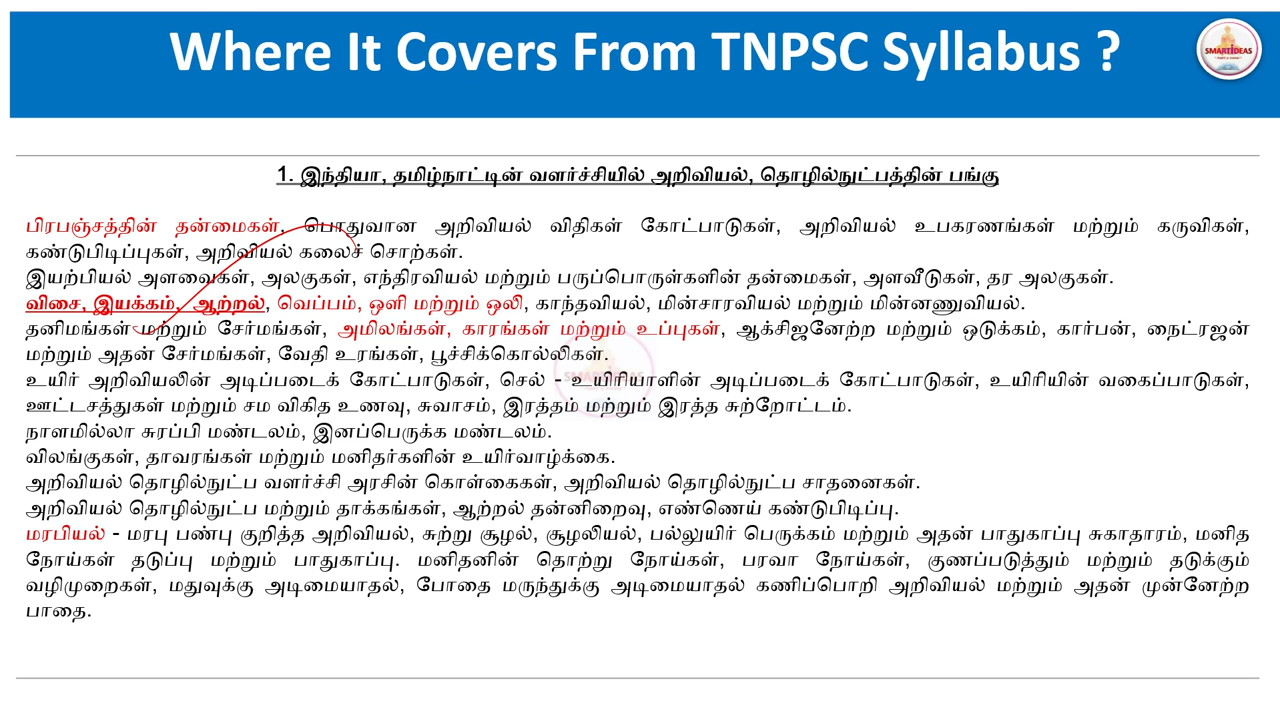 Where It Covers From TNPSC Syllabus ?
SMARTIDEAS
1. இந்தியா, தமிழ்நாட்டின் வளர்ச்சியில் அறிவியல், தொழில்நுட்பத்தின் பங்கு
பிரபஞ்சத்தின் தன்மைகள், பொதுவான அறிவியல் விதிகள் கோட்பாடுகள், அறிவியல் உபகரணங்கள் மற்றும் கருவிகள்,
கண்டுபிடிப்புகள், அறிவியல் கலைச் சொற்கள்.
இயற்பியல் அளவைகள், அலகுகள், எந்திரவியல் மற்றும் பருப்பொருள்களின் தன்மைகள், அளவீடுகள், தர அலகுகள்.
விசை, இயக்கம், ஆற்றல், வெப்பம், ஒளி மற்றும் ஒலி, காந்தவியல், மின்சாரவியல் மற்றும் மின்னணுவியல்.
தனிமங்கள் மற்றும் சேர்மங்கள், அமிலங்கள், காரங்கள் மற்றும் உப்புகள், ஆக்சிஜனேற்ற மற்றும் ஒடுக்கம், கார்பன், நைட்ரஜன்
மற்றும் அதன் சேர்மங்கள், வேதி உரங்கள், பூச்சிக்கொல்லிகள்.
உயிர் அறிவியலின் அடிப்படைக் கோட்பாடுகள், செல் - உயிரியாளின் அடிப்படைக் கோட்பாடுகள், உயிரியின் வகைப்பாடுகள்,
ஊட்டசத்துகள் மற்றும் சம விகித உணவு, சுவாசம், இரத்தம் மற்றும் இரத்த சுற்றோட்டம்.
நாளமில்லா சுரப்பி மண்டலம், இனப்பெருக்க மண்டலம்.
விலங்குகள், தாவரங்கள் மற்றும் மனிதர்களின் உயிர்வாழ்க்கை.
அறிவியல் தொழில்நுட்ப வளர்ச்சி அரசின் கொள்கைகள், அறிவியல் தொழில்நுட்ப சாதனைகள்.
அறிவியல் தொழில்நுட்ப மற்றும் தாக்கங்கள், ஆற்றல் தன்னிறைவு, எண்ணெய் கண்டுபிடிப்பு.
மரபியல் - மரபு பண்பு குறித்த அறிவியல், சுற்று சூழல், சூழலியல், பல்லுயிர் பெருக்கம் மற்றும் அதன் பாதுகாப்பு சுகாதாரம், மனித
நோய்கள் தடுப்பு மற்றும் பாதுகாப்பு. மனிதனின் தொற்று நோய்கள், பரவா நோய்கள், குணப்படுத்தும் மற்றும் தடுக்கும்
வழிமுறைகள், மதுவுக்கு அடிமையாதல், போதை மருந்துக்கு அடிமையாதல் கணிப்பொறி அறிவியல் மற்றும் அதன் முன்னேற்ற
பாதை.